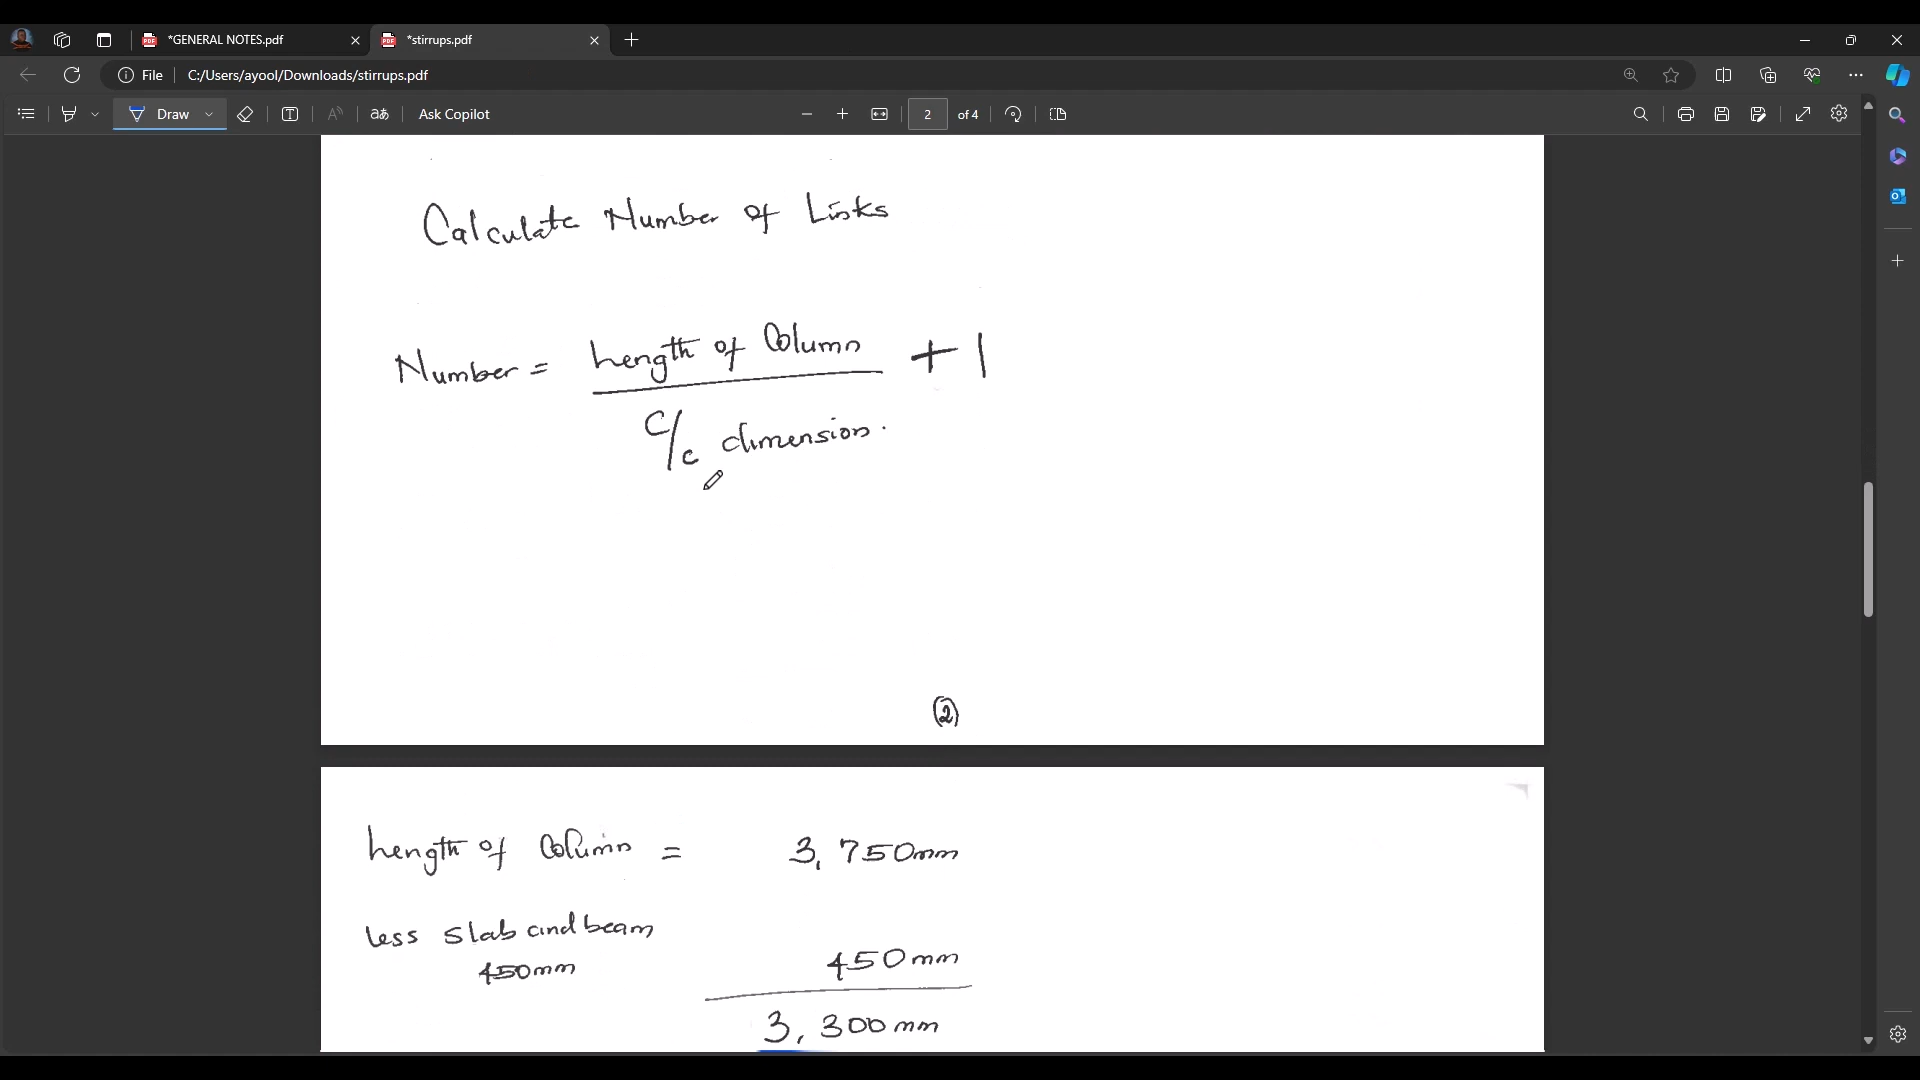 *GENERAL NOTES.pdf
*stirrups.pdf
File
C:/Users/ayool/Downloads/stirrups.pdf
Draw
aあ
Ask Copilot
2 of 4
Calculate Number of Links
Number = Length of Column + 1
C/c dimension.
(2)
Length of Column = 3,750mm
less slab and beam
450mm
450mm
3,300mm